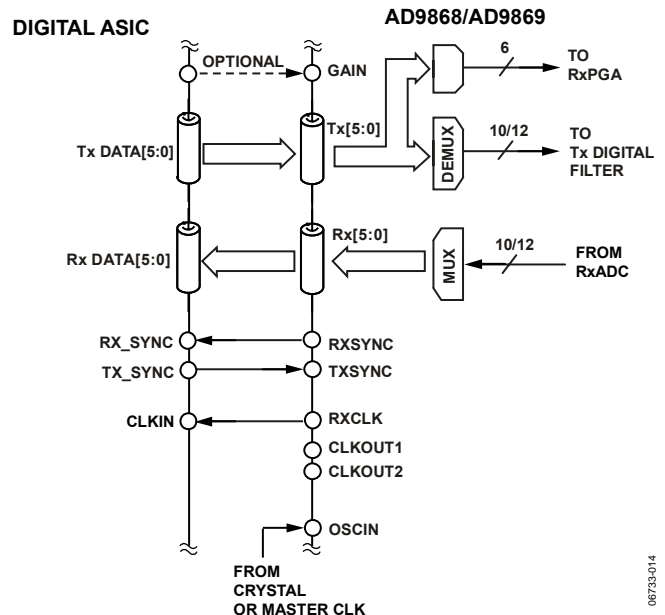 DIGITAL ASIC
AD9868/AD9869
OPTIONAL
GAIN
6
TO
RxPGA
Tx DATA[5:0]
Tx[5:0]
DEMUX
10/12
TO
Tx DIGITAL
FILTER
Rx DATA[5:0]
Rx[5:0]
MUX
10/12
FROM
RxADC
RX_SYNC
RXSYNC
TX_SYNC
TXSYNC
CLKIN
RXCLK
CLKOUT1
CLKOUT2
OSCIN
FROM
CRYSTAL
OR MASTER CLK
06733-014